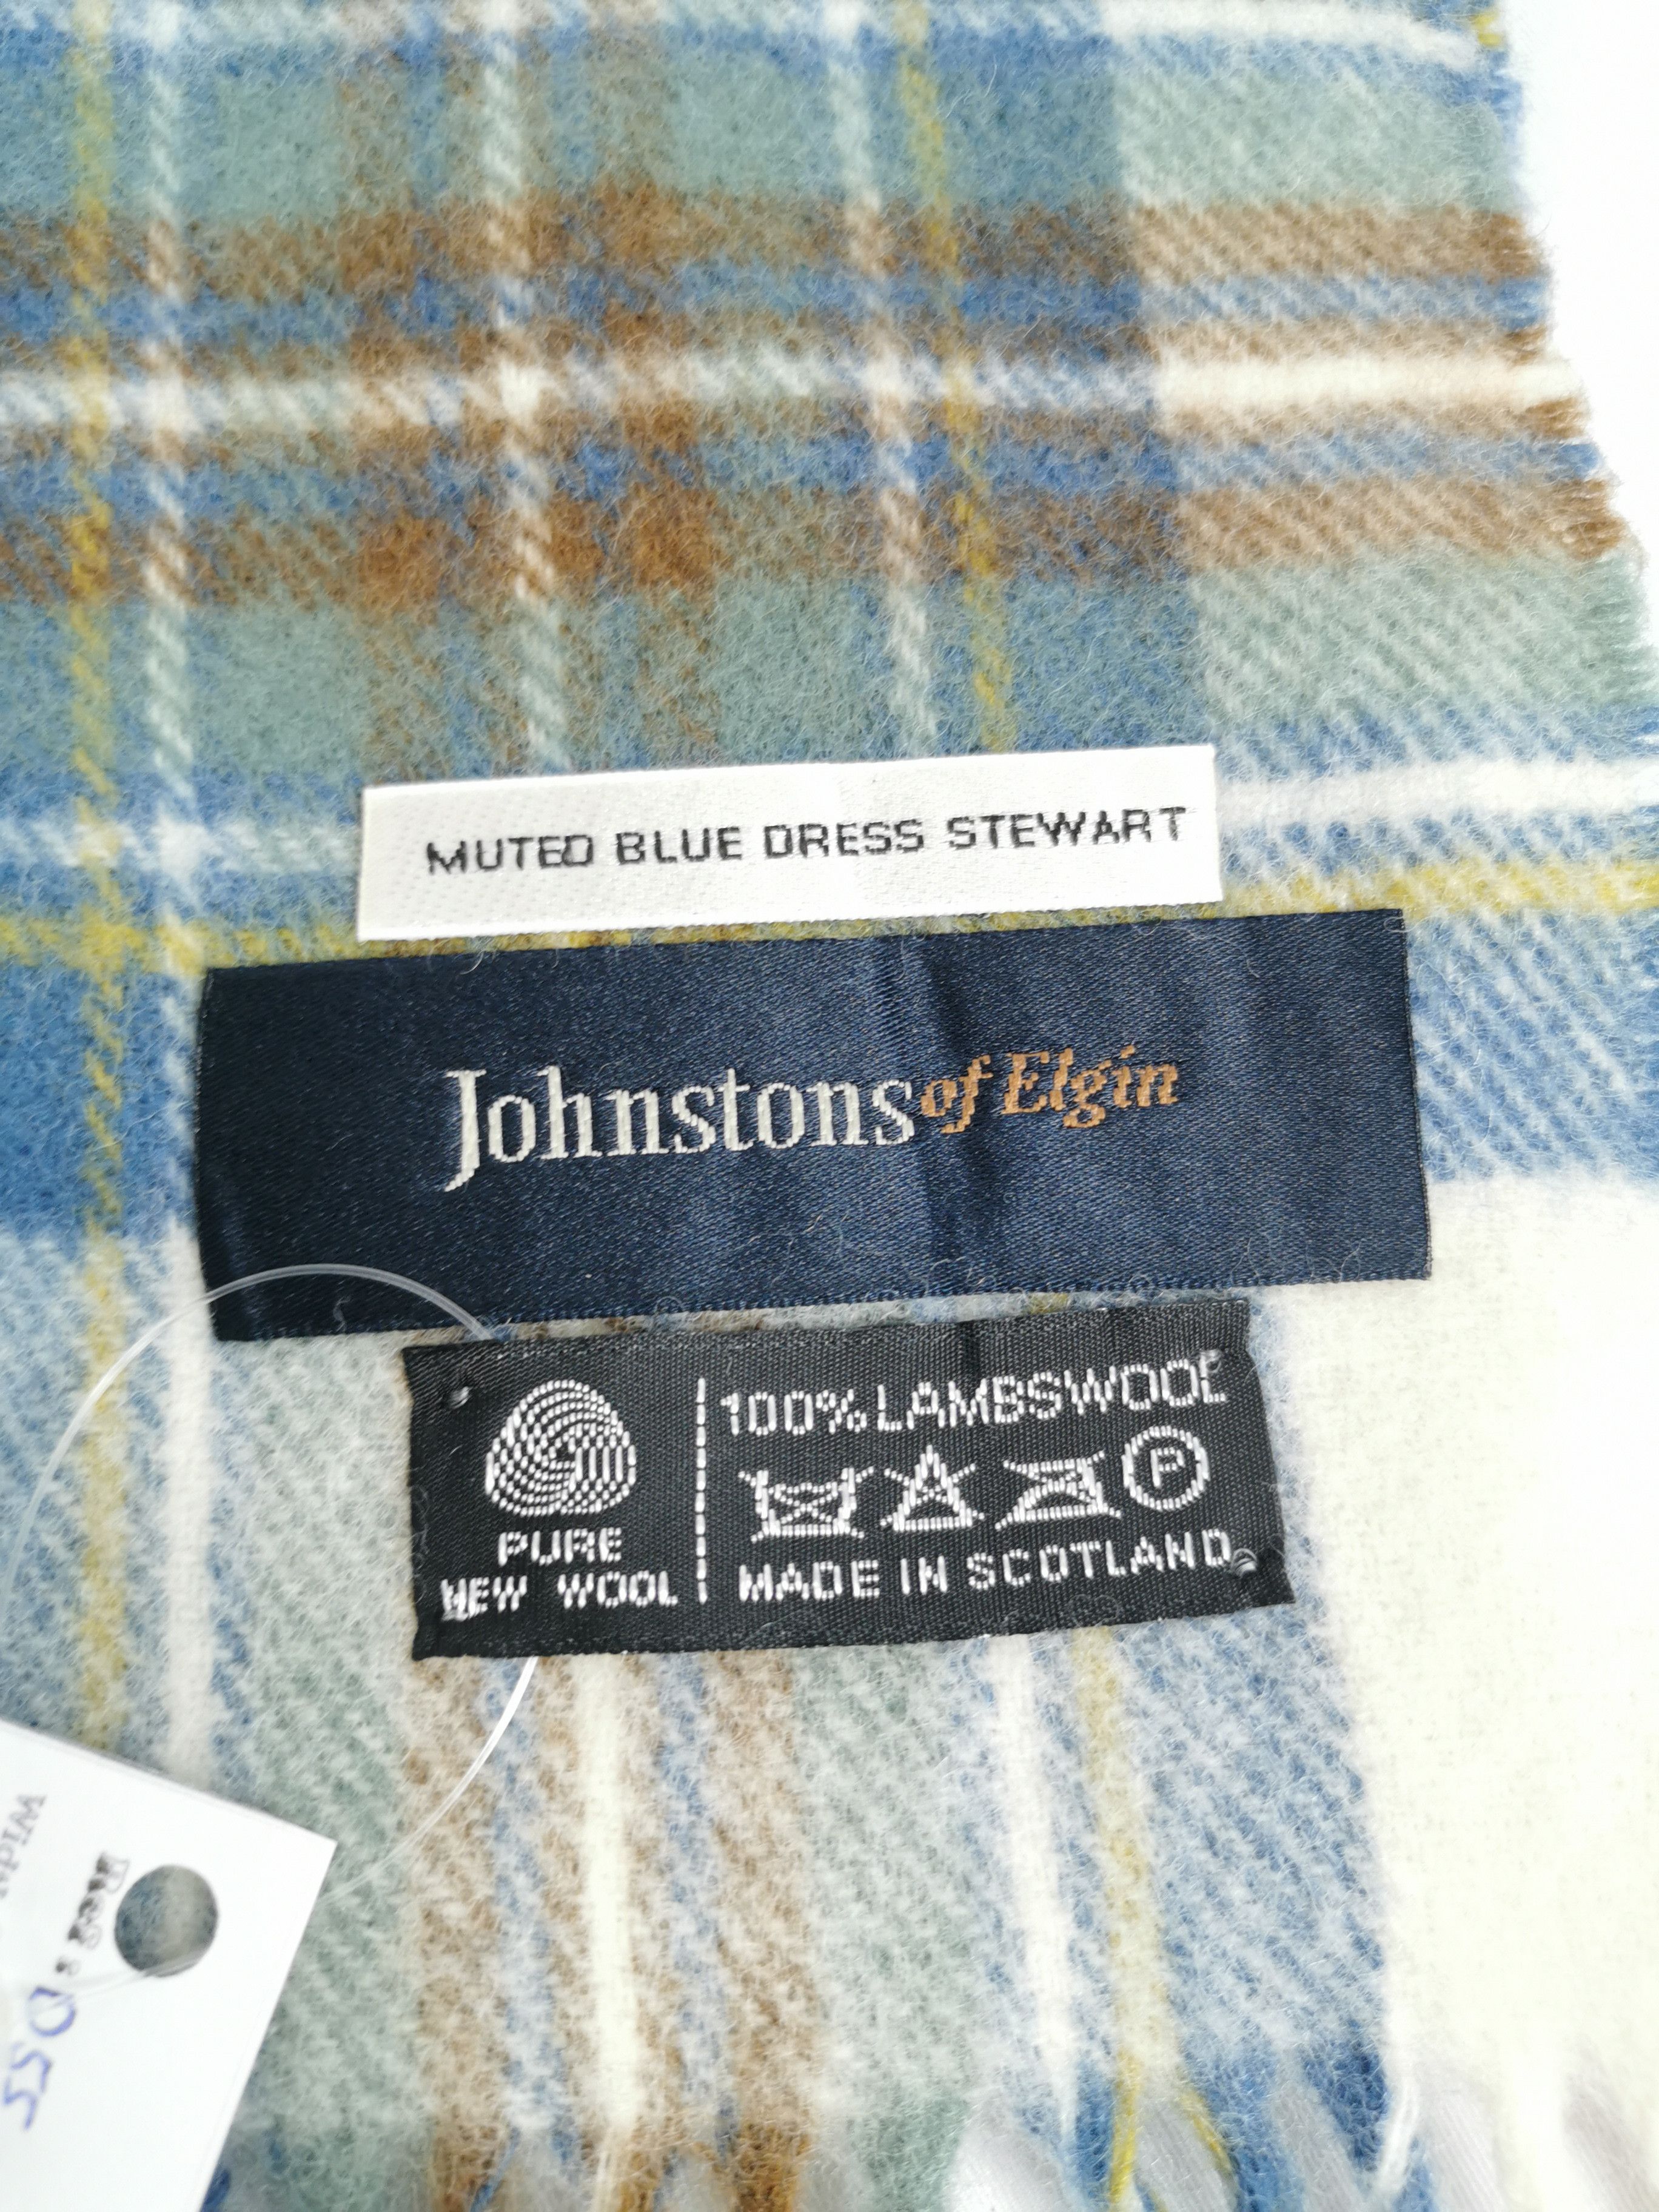 MUTED BLUE DRESS STEWART
Johnstons of Elgin
100% LAMBSWOOL
P
PURE
NEW WOOL
MADE IN SCOTLAND